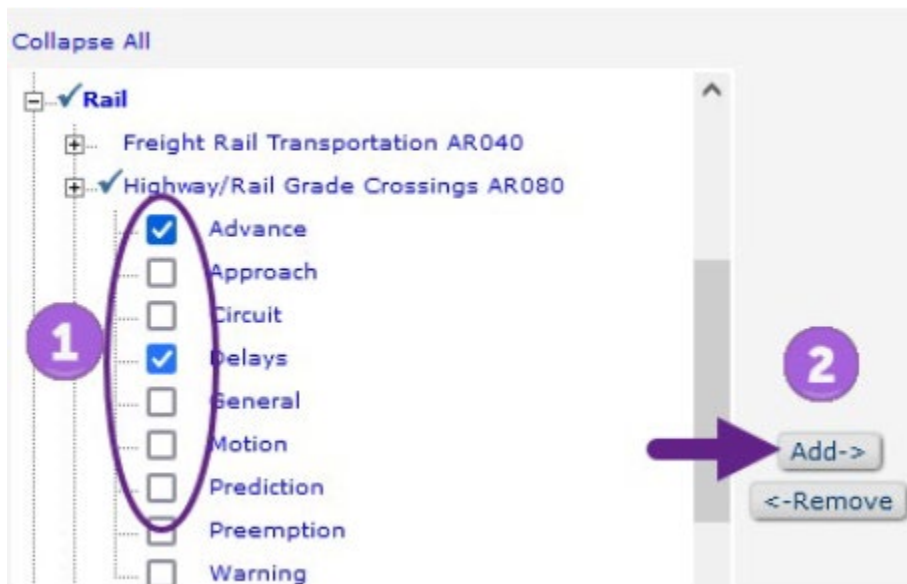 Collapse All
Rail
Freight Rail Transportation AR040
Highway/Rail Grade Crossings AR080
Advance
Approach
Circuit
1
Delays
2
General
Motion
Add->
Prediction
<-Remove
Preemption
Warning